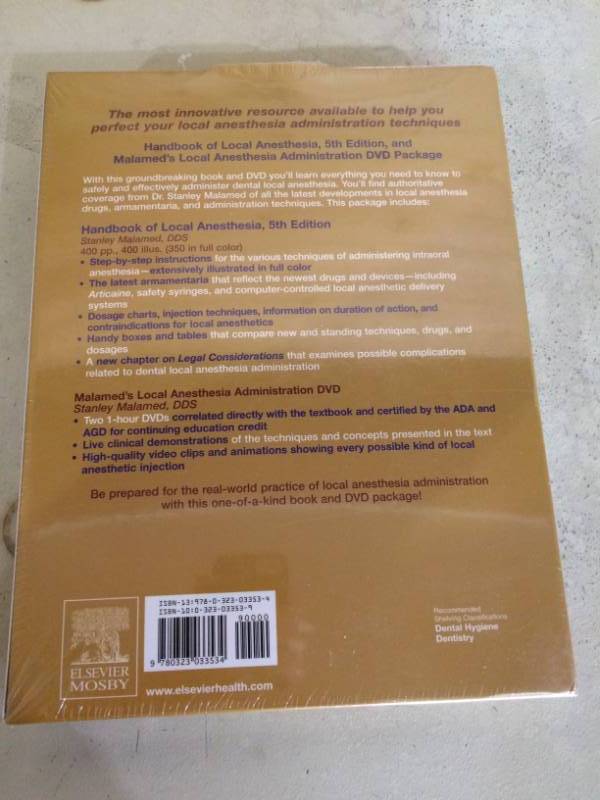 The most innovative resource available to help you
perfect your local anesthesia administration techniques
Handbook of Local Anesthesia, 5th Edition, and
Malamed's Local Anesthesia Administration DVD Package
With this groundbreaking book and DVD you'll learn everything you need to know to
safely and effectively administer dental local anesthesia. You'll find authoritative
coverage from Dr. Stanley Malamed of all the latest developments in local anesthesia
drugs, armamentaria, and administration techniques. This package includes:
Handbook of Local Anesthesia, 5th Edition
Stanley Malamed, DDS
400 pp., 400 illus. (350 in full color)
• Step-by-step instructions for the various techniques of administering intraoral
anesthesia—extensively illustrated in full color
• The latest armamentaria that reflect the newest drugs and devices—including
Articaine, safety syringes, and computer-controlled local anesthetic delivery
systems
• Dosage charts, injection techniques, information on duration of action, and
contraindications for local anesthetics
• Handy boxes and tables that compare new and standing techniques, drugs, and
dosages
• A new chapter on Legal Considerations that examines possible complications
related to dental local anesthesia administration
Malamed's Local Anesthesia Administration DVD
Stanley Malamed, DDS
• Two 1-hour DVDs correlated directly with the textbook and certified by the ADA and
AGD for continuing education credit
• Live clinical demonstrations of the techniques and concepts presented in the text
• High-quality video clips and animations showing every possible kind of local
anesthetic injection
Be prepared for the real-world practice of local anesthesia administration
with this one-of-a-kind book and DVD package!
ISBN-13:978-0-323-03353-4
ISBN-10:0-323-03353-9
90000
9 780323 033534
ELSEVIER
MOSBY
www.elsevierhealth.com
Recommended
Shelving Classifications
Dental Hygiene
Dentistry